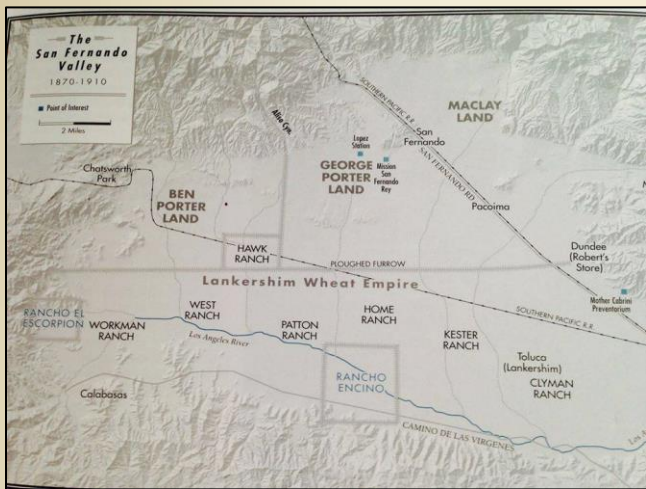 The
San Fernando
Valley
1870-1910
Point of Interest
2 Miles
Aliso Cyn.
SOUTHERN PACIFIC R.R.
MACLAY
LAND
San
Fernando
SAN FERNANDO RD
Lopez
Station
Mission
San
Fernando
Rey
GEORGE
PORTER
LAND
Chatsworth
Park
BEN
PORTER
LAND
Pacoima
HAWK
RANCH
PLOUGHED FURROW
Dundee
(Robert's
Store)
Lankershim Wheat Empire
Mother Cabrini
Preventorium
RANCHO EL
ESCORPION
WORKMAN
RANCH
WEST
RANCH
Los Angeles River
PATTON
RANCH
HOME
RANCH
SOUTHERN PACIFIC R.R.
KESTER
RANCH
Toluca
(Lankershim)
CLYMAN
RANCH
RANCHO
ENCINO
Calabasas
CAMINO DE LAS VIRGENES